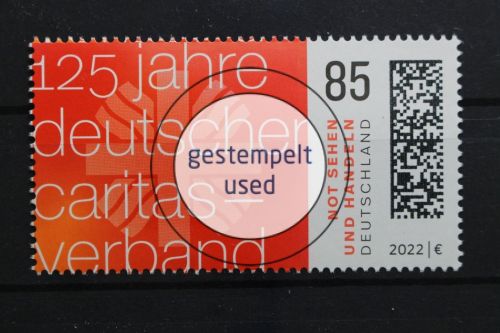 125 jahre
deutscher
caritas
verband
gestempelt
used
85
NOT SEHEN
UND HANDELN
DEUTSCHLAND
2022 | €